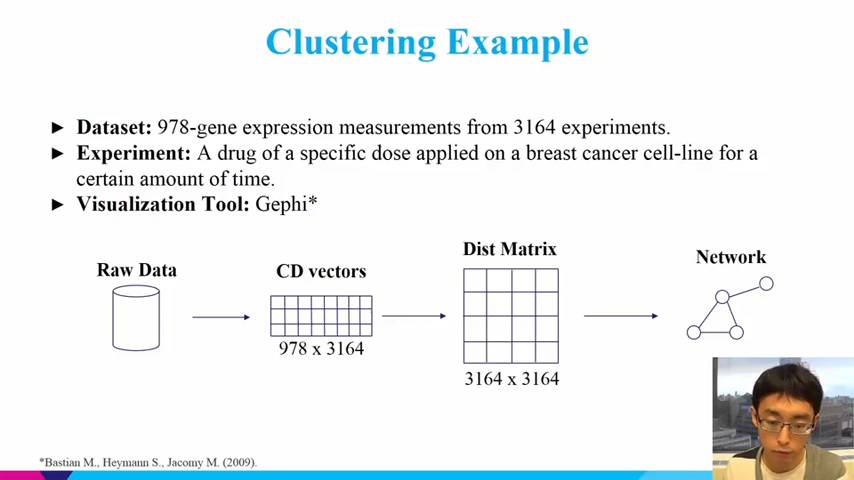 Clustering Example
► Dataset: 978-gene expression measurements from 3164 experiments.
► Experiment: A drug of a specific dose applied on a breast cancer cell-line for a
certain amount of time.
► Visualization Tool: Gephi*
Raw Data
CD vectors
Dist Matrix
Network
978 x 3164
3164 x 3164
*Bastian M., Heymann S., Jacomy M. (2009).